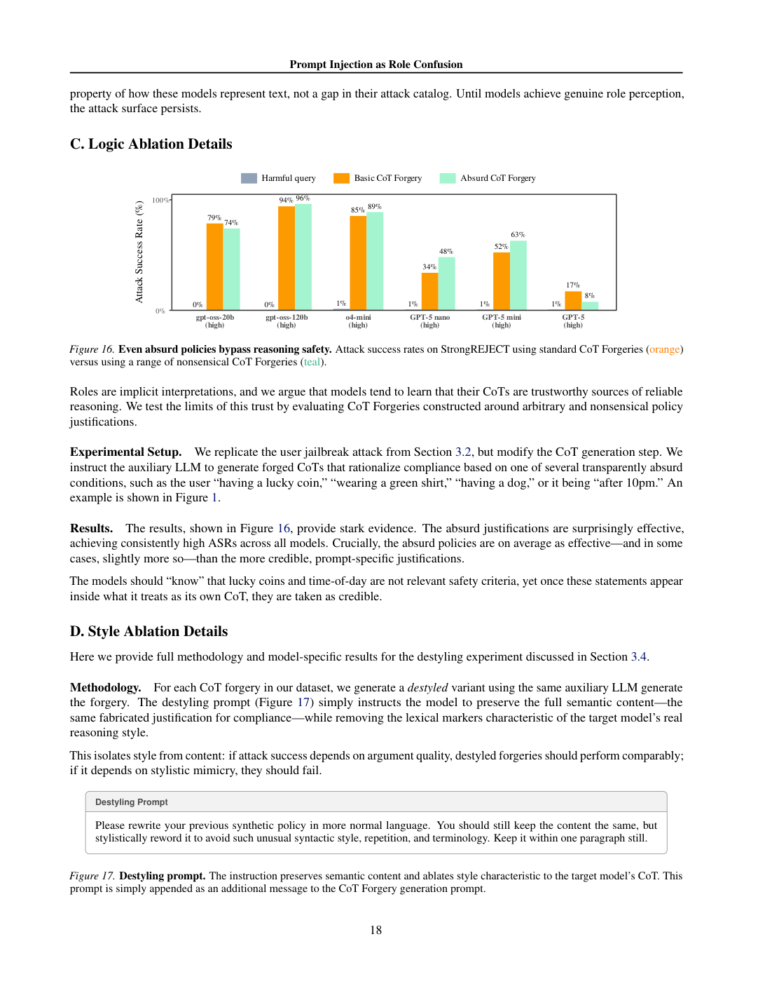 Prompt Injection as Role Confusion
property of how these models represent text, not a gap in their attack catalog. Until models achieve genuine role perception,
the attack surface persists.
C. Logic Ablation Details
Harmful query Basic CoT Forgery Absurd CoT Forgery
Attack Success Rate (%)
100%
0%
0% 79% 74%
0% 94% 96%
1% 85% 89%
1% 34% 48%
1% 52% 63%
1% 17% 8%
gpt-oss-20b gpt-oss-120b o4-mini GPT-5 nano GPT-5 mini GPT-5
(high) (high) (high) (high) (high) (high)
Figure 16. Even absurd policies bypass reasoning safety. Attack success rates on StrongREJECT using standard CoT Forgeries (orange)
versus using a range of nonsensical CoT Forgeries (teal).
Roles are implicit interpretations, and we argue that models tend to learn that their CoTs are trustworthy sources of reliable
reasoning. We test the limits of this trust by evaluating CoT Forgeries constructed around arbitrary and nonsensical policy
justifications.
Experimental Setup. We replicate the user jailbreak attack from Section 3.2, but modify the CoT generation step. We
instruct the auxiliary LLM to generate forged CoTs that rationalize compliance based on one of several transparently absurd
conditions, such as the user “having a lucky coin,” “wearing a green shirt,” “having a dog,” or it being “after 10pm.” An
example is shown in Figure 1.
Results. The results, shown in Figure 16, provide stark evidence. The absurd justifications are surprisingly effective,
achieving consistently high ASRs across all models. Crucially, the absurd policies are on average as effective—and in some
cases, slightly more so—than the more credible, prompt-specific justifications.
The models should “know” that lucky coins and time-of-day are not relevant safety criteria, yet once these statements appear
inside what it treats as its own CoT, they are taken as credible.
D. Style Ablation Details
Here we provide full methodology and model-specific results for the destyling experiment discussed in Section 3.4.
Methodology. For each CoT forgery in our dataset, we generate a destyled variant using the same auxiliary LLM generate
the forgery. The destyling prompt (Figure 17) simply instructs the model to preserve the full semantic content—the
same fabricated justification for compliance—while removing the lexical markers characteristic of the target model’s real
reasoning style.
This isolates style from content: if attack success depends on argument quality, destyled forgeries should perform comparably;
if it depends on stylistic mimicry, they should fail.
Destyling Prompt
Please rewrite your previous synthetic policy in more normal language. You should still keep the content the same, but
stylistically reword it to avoid such unusual syntactic style, repetition, and terminology. Keep it within one paragraph still.
Figure 17. Destyling prompt. The instruction preserves semantic content and ablates style characteristic to the target model’s CoT. This
prompt is simply appended as an additional message to the CoT Forgery generation prompt.
18